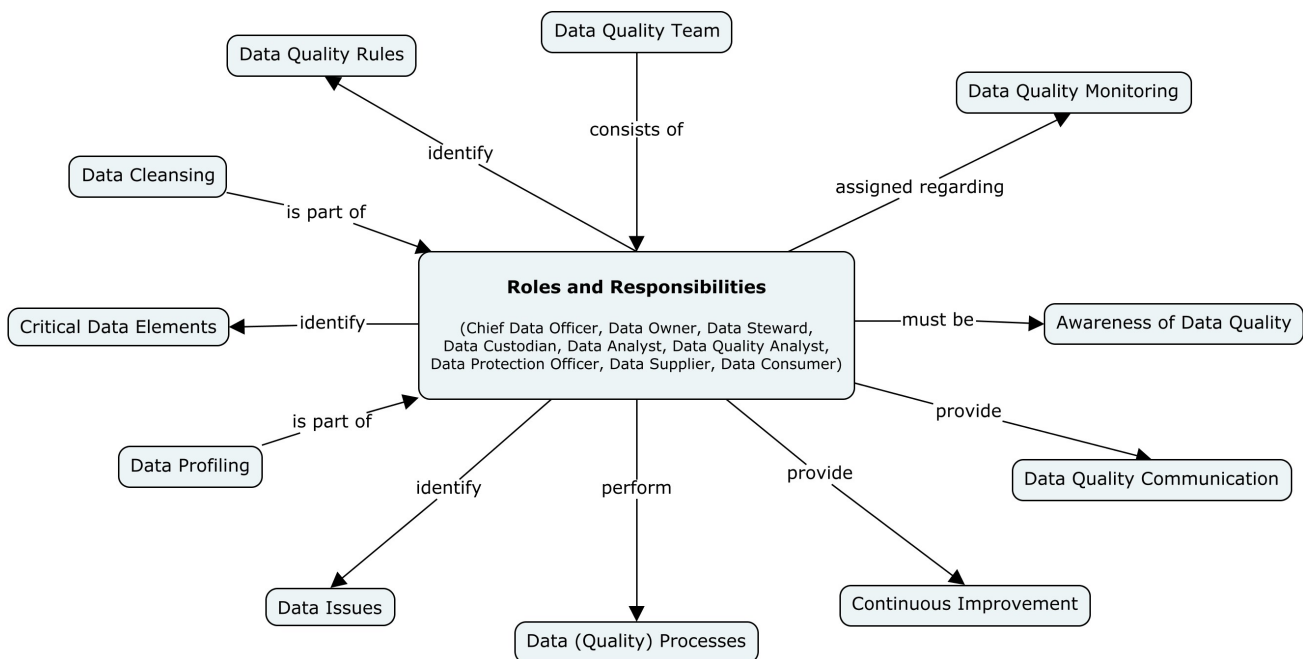 Data Quality Team
Data Quality Rules
Data Quality Monitoring
consists of
identify
Data Cleansing
assigned regarding
is part of
Roles and Responsibilities
(Chief Data Officer, Data Owner, Data Steward,
Data Custodian, Data Analyst, Data Quality Analyst,
Data Protection Officer, Data Supplier, Data Consumer)
Critical Data Elements
identify
must be
Awareness of Data Quality
is part of
provide
Data Profiling
Data Quality Communication
identify
perform
provide
Data Issues
Continuous Improvement
Data (Quality) Processes